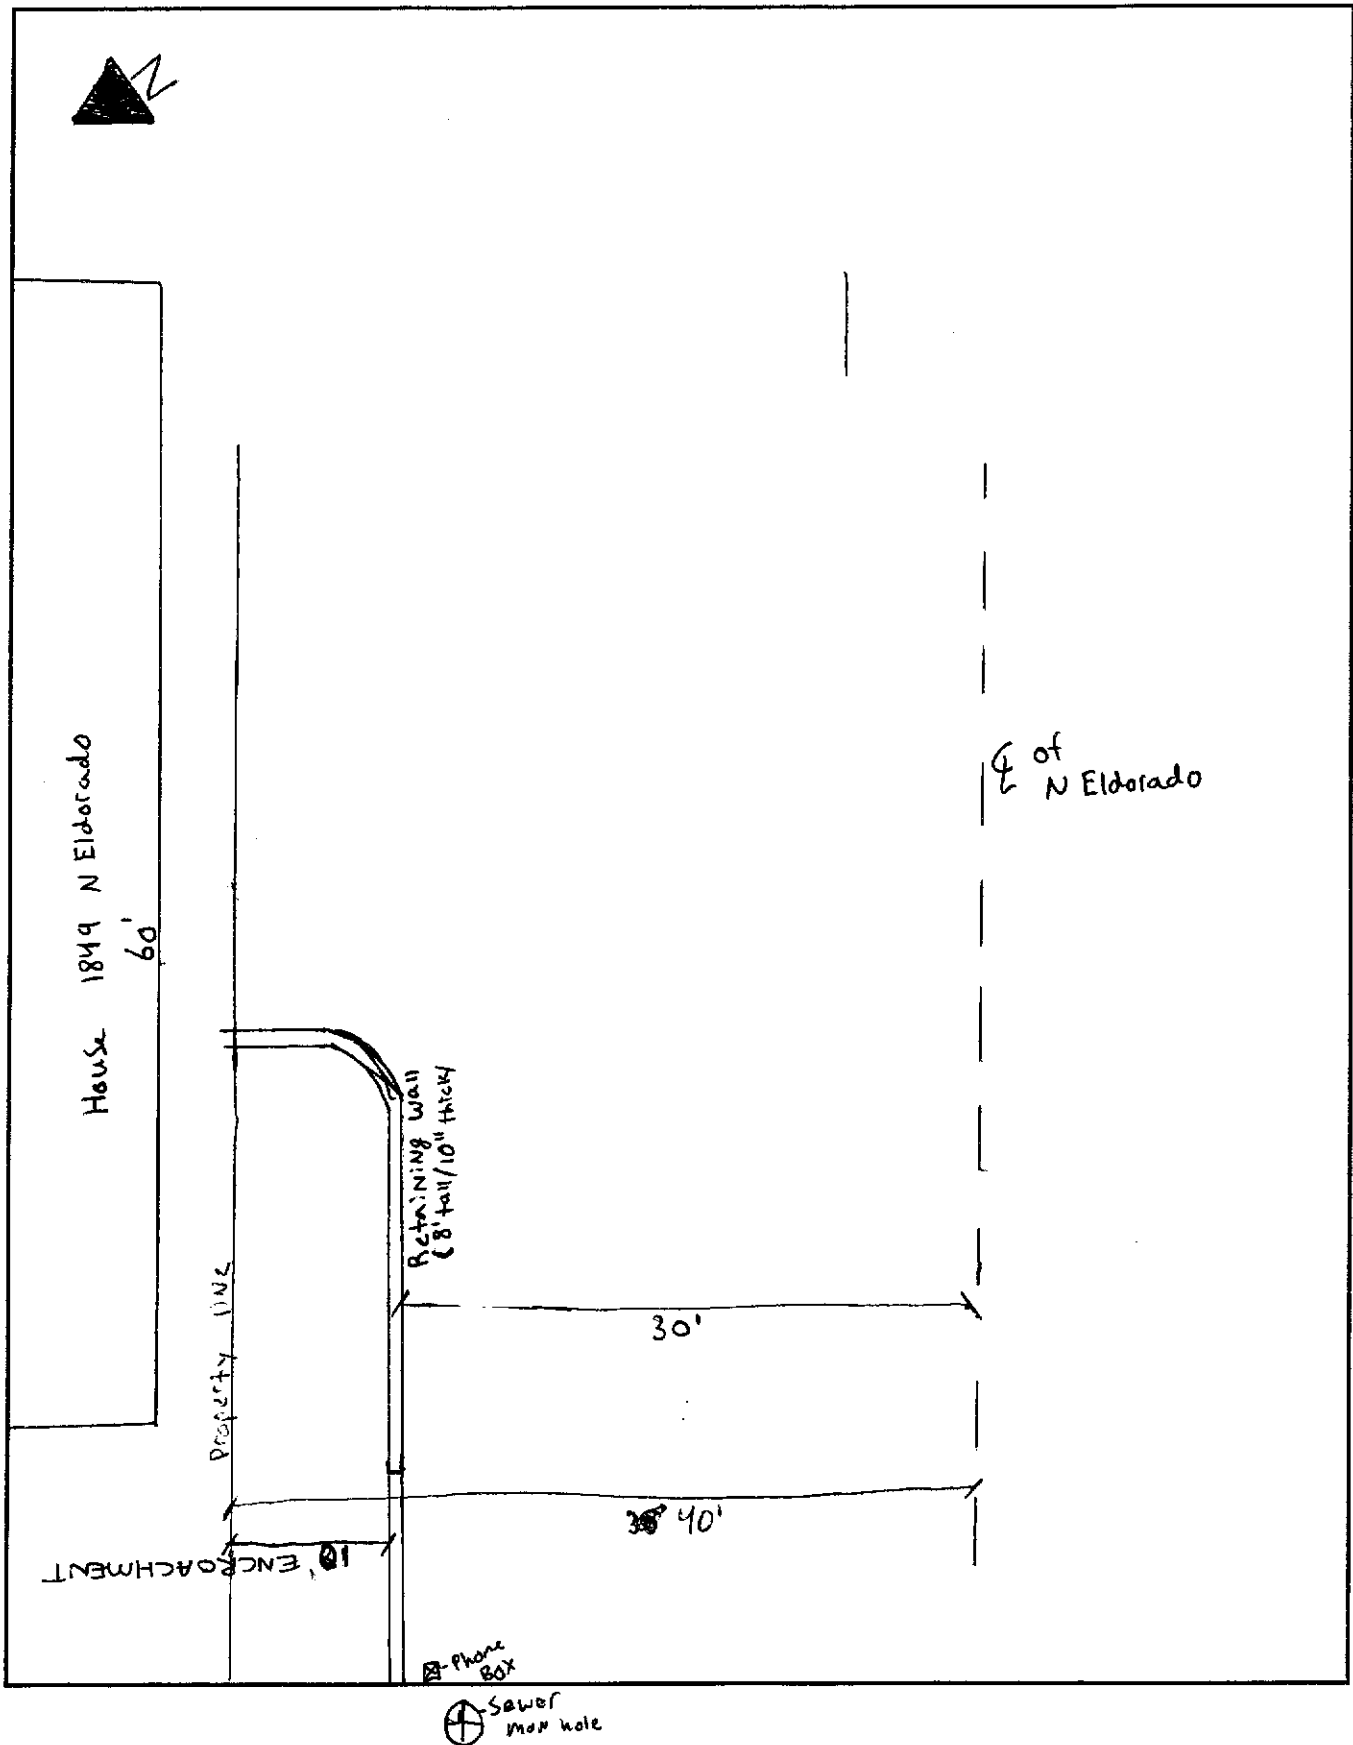 N
House 1849 N Eldorado
60'
℄ of
N Eldorado
Retaining wall
(8' tall/10" thick)
Property line
30'
40'
10' ENCROACHMENT
Phone
Box
Sewer
man hole